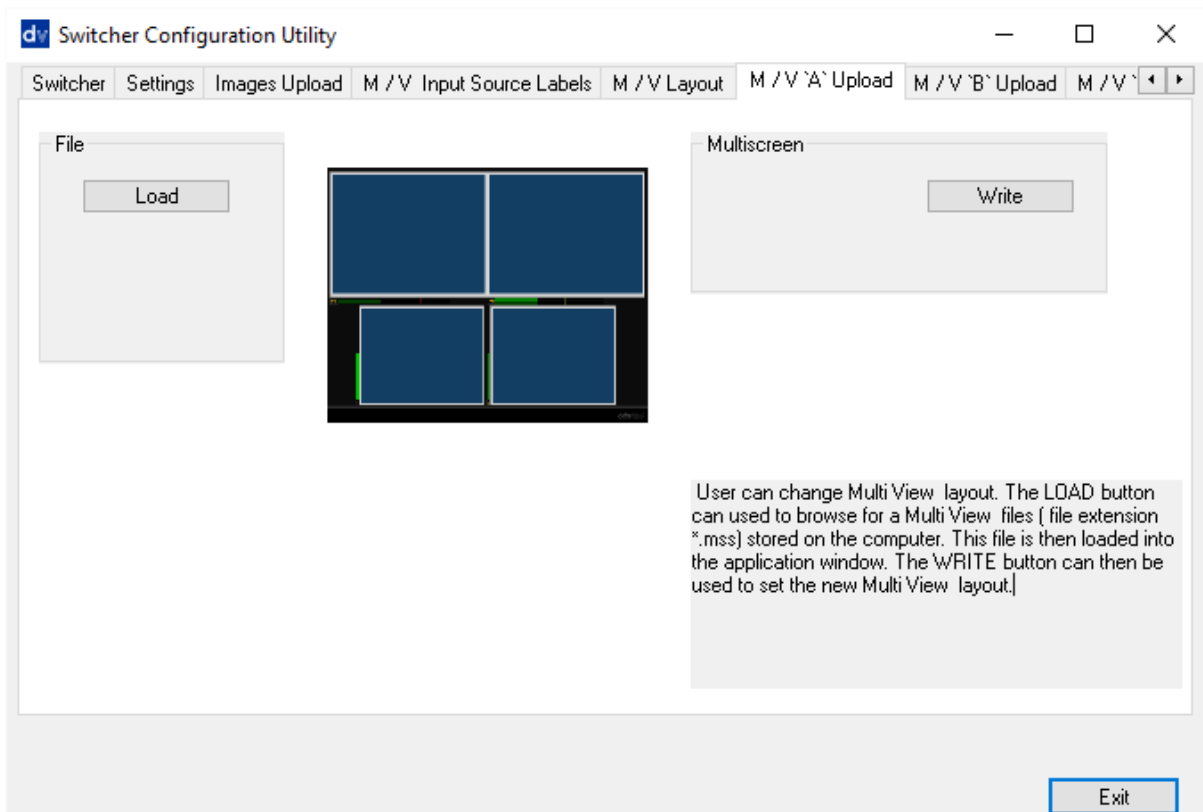 dv Switcher Configuration Utility
Switcher Settings Images Upload M / V Input Source Labels M / V Layout M / V `A` Upload M / V `B` Upload M / V `
File
Load
Multiscreen
Write
User can change Multi View layout. The LOAD button
can used to browse for a Multi View files ( file extension
*.mss) stored on the computer. This file is then loaded into
the application window. The WRITE button can then be
used to set the new Multi View layout.
Exit